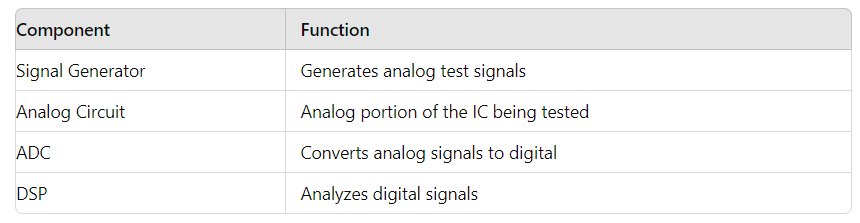 Component Function
Signal Generator Generates analog test signals
Analog Circuit Analog portion of the IC being tested
ADC Converts analog signals to digital
DSP Analyzes digital signals